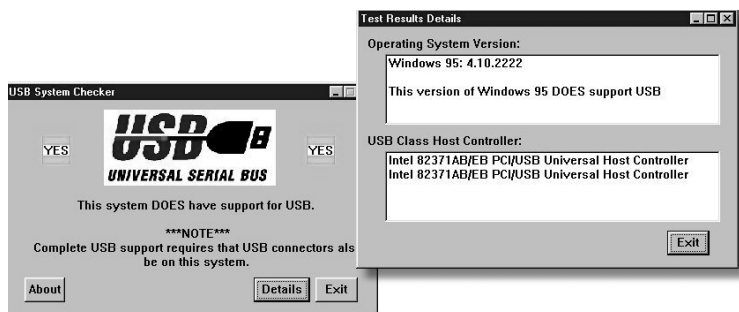 USB System Checker
YES
USB
UNIVERSAL SERIAL BUS
YES
This system DOES have support for USB.
***NOTE***
Complete USB support requires that USB connectors als
be on this system.
About
Details
Exit
Test Results Details
Operating System Version:
Windows 95: 4.10.2222
This version of Windows 95 DOES support USB
USB Class Host Controller:
Intel 82371AB/EB PCI/USB Universal Host Controller
Intel 82371AB/EB PCI/USB Universal Host Controller
Exit